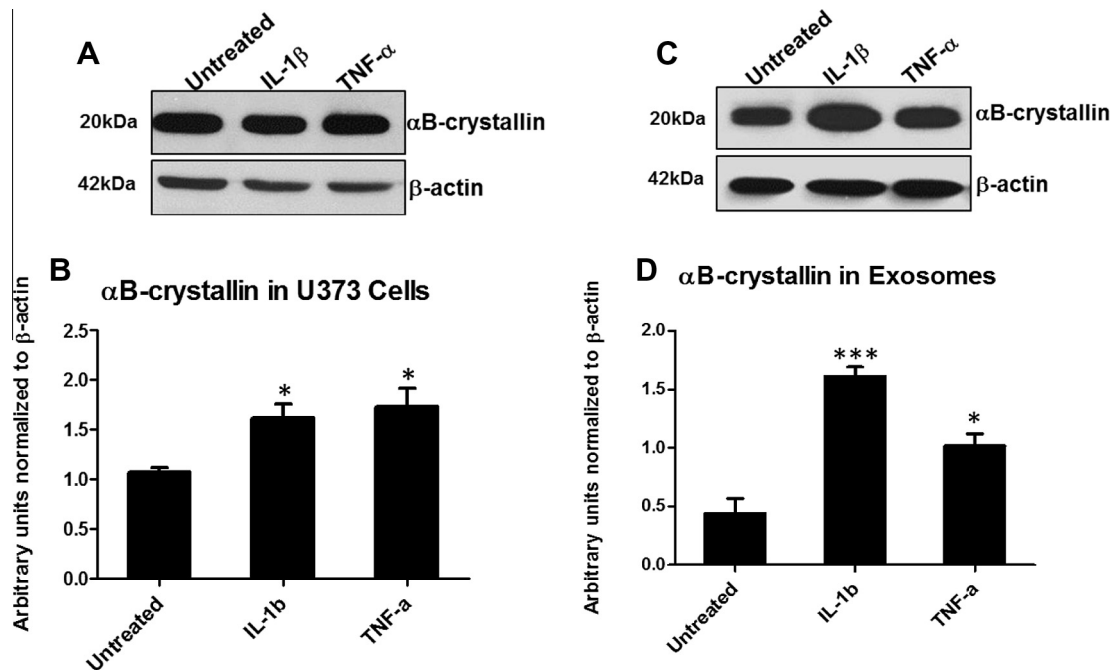 A
Untreated
IL-1β
TNF-α
20kDa
αB-crystallin
42kDa
β-actin
B
αB-crystallin in U373 Cells
Arbitrary units normalized to β-actin
2.5
2.0
1.5
1.0
0.5
0.0
*
*
Untreated
IL-1b
TNF-a
C
Untreated
IL-1β
TNF-α
20kDa
αB-crystallin
42kDa
β-actin
D
αB-crystallin in Exosomes
Arbitrary units normalized to β-actin
2.0
1.5
1.0
0.5
0.0
***
*
Untreated
IL-1b
TNF-a